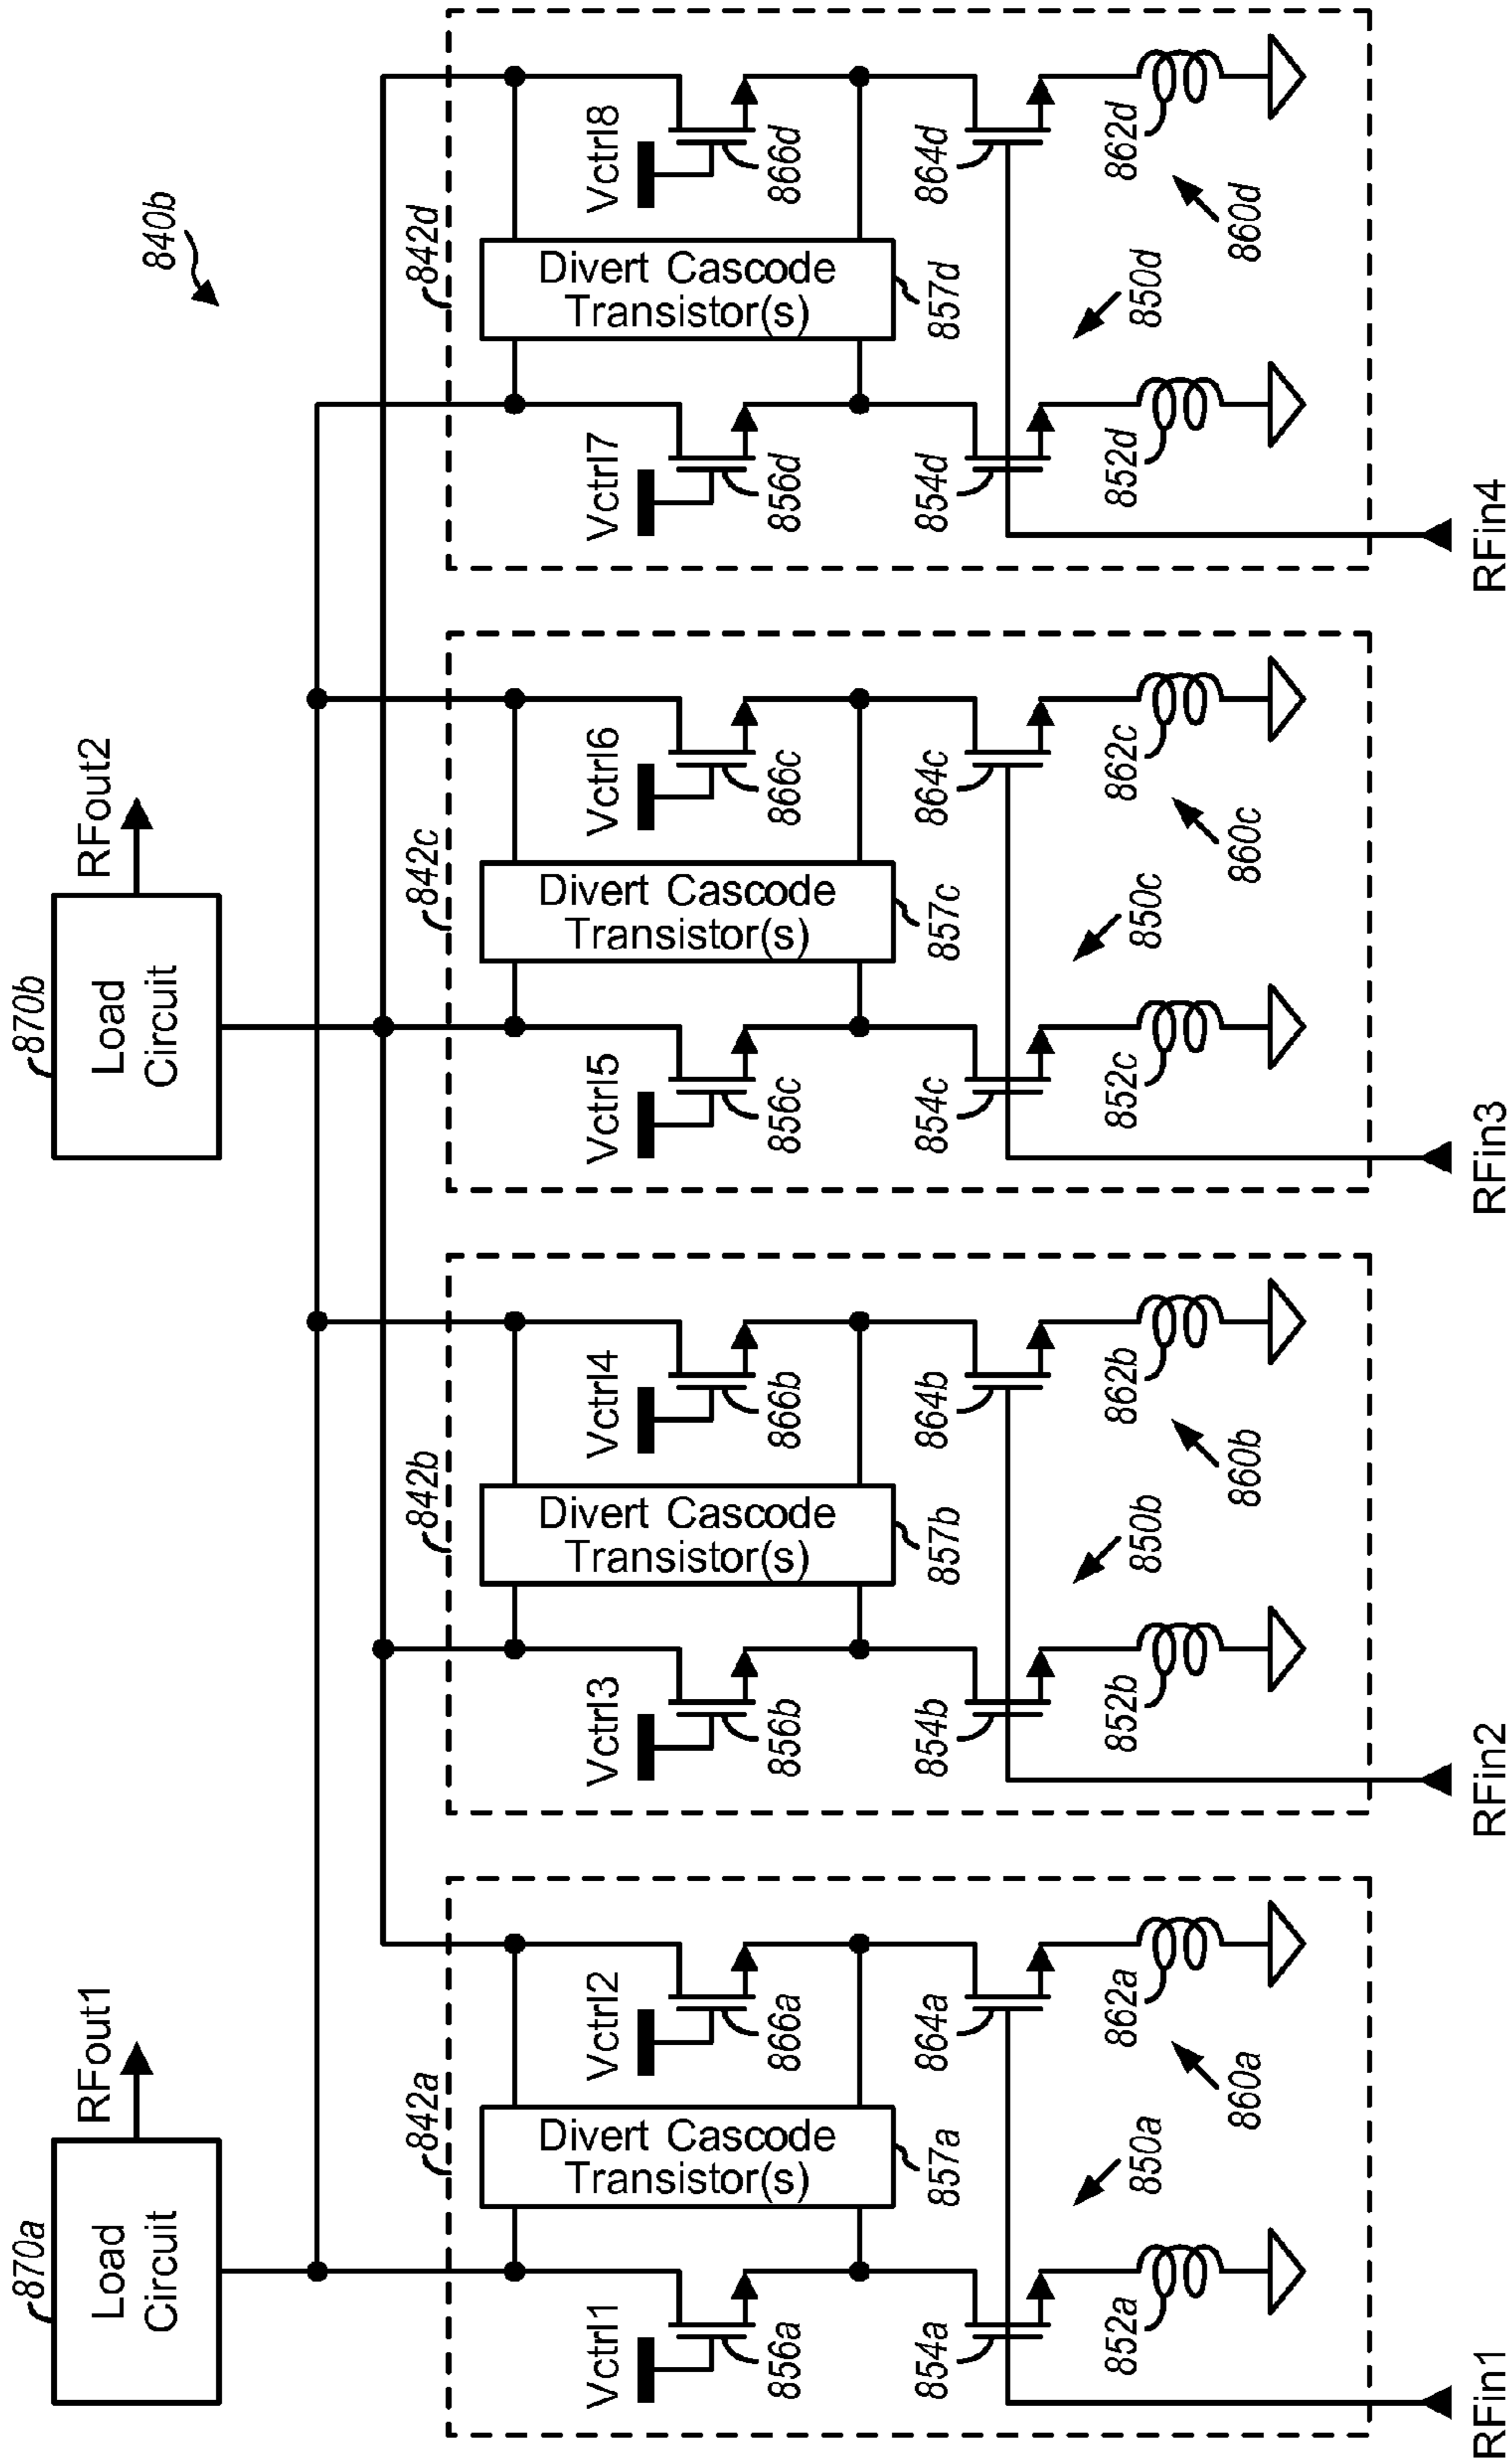 840b
870a
Load
Circuit
RFout1
870b
Load
Circuit
RFout2
842a
Vctrl1
856a
Divert Cascode
Transistor(s)
857a
Vctrl2
866a
854a
864a
852a
850a
862a
860a
RFin1
842b
Vctrl3
856b
Divert Cascode
Transistor(s)
857b
Vctrl4
866b
854b
864b
852b
850b
862b
860b
RFin2
842c
Vctrl5
856c
Divert Cascode
Transistor(s)
857c
Vctrl6
866c
854c
864c
852c
850c
862c
860c
RFin3
842d
Vctrl7
856d
Divert Cascode
Transistor(s)
857d
Vctrl8
866d
854d
864d
852d
850d
862d
860d
RFin4